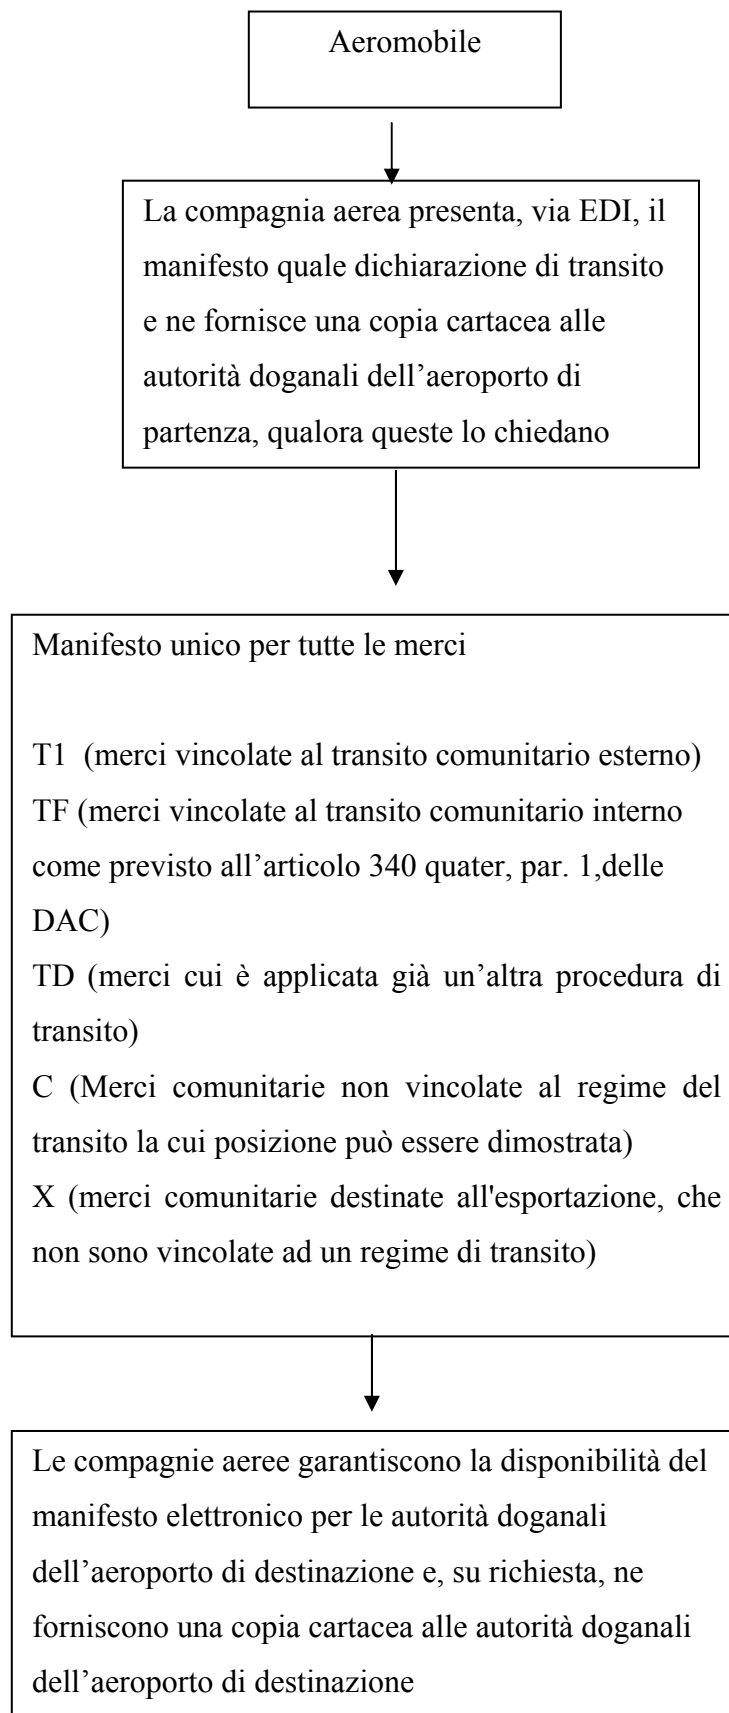 Aeromobile
La compagnia aerea presenta, via EDI, il
manifesto quale dichiarazione di transito
e ne fornisce una copia cartacea alle
autorità doganali dell’aeroporto di
partenza, qualora queste lo chiedano
Manifesto unico per tutte le merci
T1 (merci vincolate al transito comunitario esterno)
TF (merci vincolate al transito comunitario interno
come previsto all’articolo 340 quater, par. 1,delle
DAC)
TD (merci cui è applicata già un’altra procedura di
transito)
C (Merci comunitarie non vincolate al regime del
transito la cui posizione può essere dimostrata)
X (merci comunitarie destinate all'esportazione, che
non sono vincolate ad un regime di transito)
Le compagnie aeree garantiscono la disponibilità del
manifesto elettronico per le autorità doganali
dell’aeroporto di destinazione e, su richiesta, ne
forniscono una copia cartacea alle autorità doganali
dell’aeroporto di destinazione